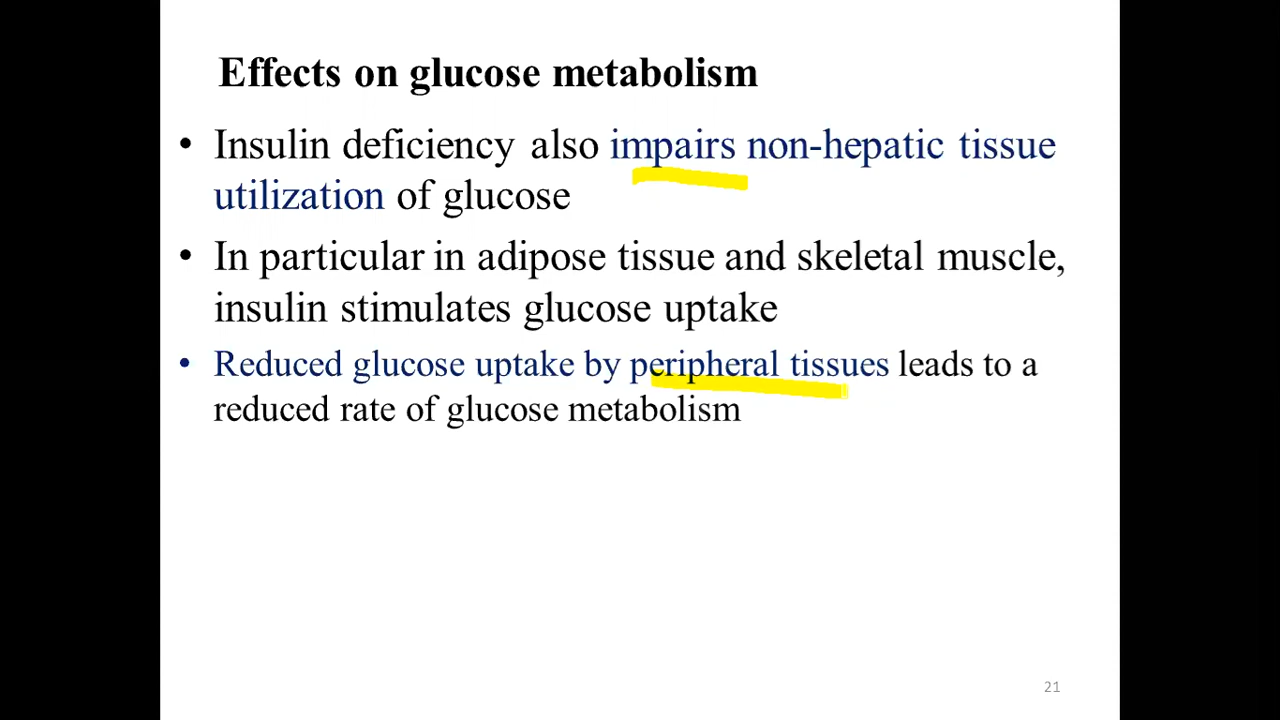 Effects on glucose metabolism
• Insulin deficiency also impairs non-hepatic tissue
utilization of glucose
• In particular in adipose tissue and skeletal muscle,
insulin stimulates glucose uptake
• Reduced glucose uptake by peripheral tissues leads to a
reduced rate of glucose metabolism
21